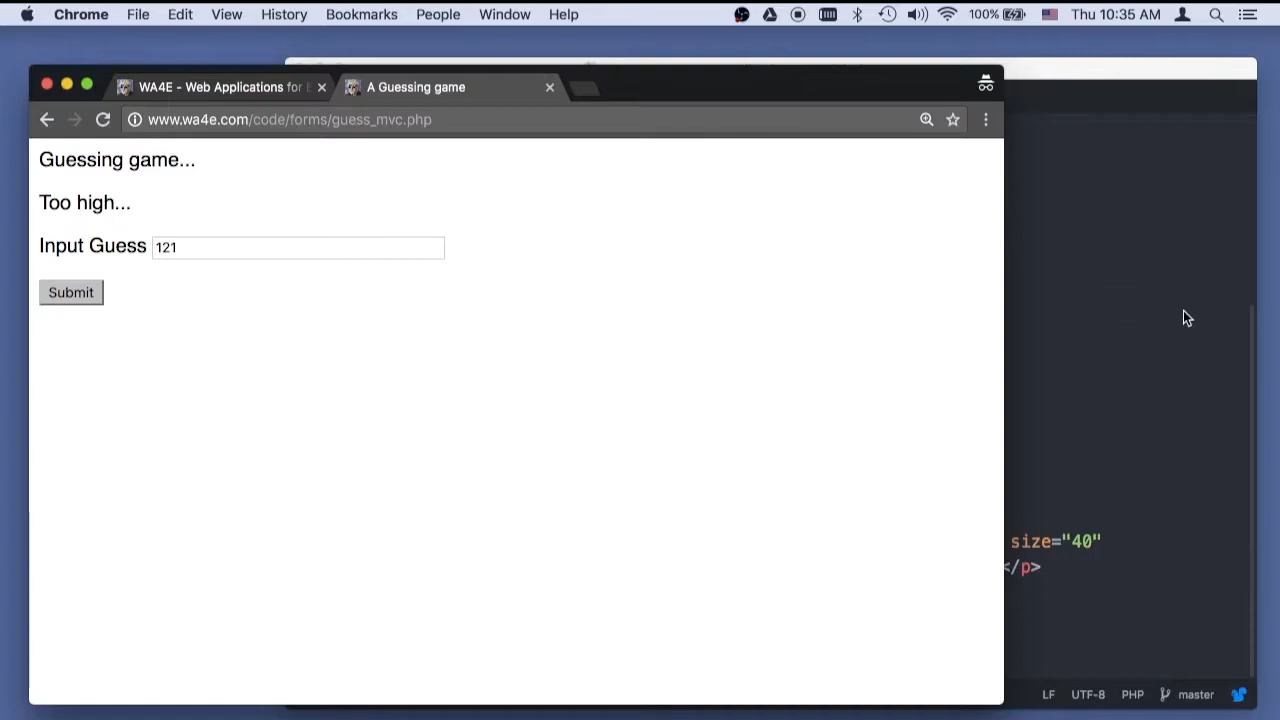 Chrome File Edit View History Bookmarks People Window Help 100% Thu 10:35 AM
WA4E - Web Applications for E
A Guessing game
www.wa4e.com/code/forms/guess_mvc.php
Guessing game...
Too high...
Input Guess 121
Submit
size="40"
</p>
LF UTF-8 PHP master